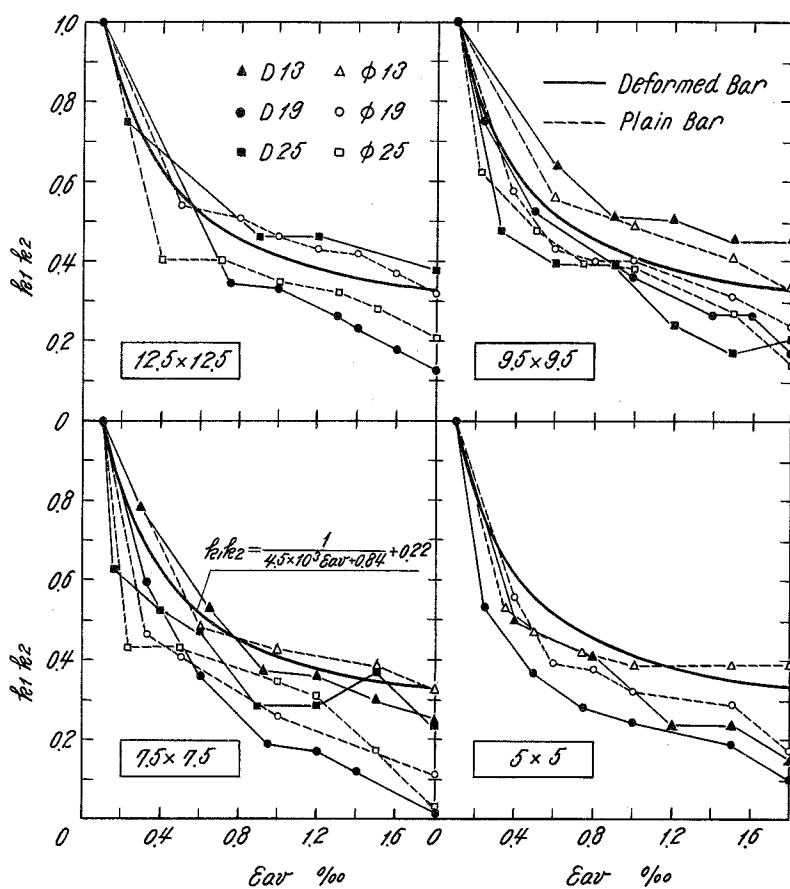 1.0
0.8
0.6
0.4
0.2
0
k1 k2
▲ D13 △ φ13
● D19 ○ φ19
■ D25 □ φ25
12.5×12.5
Deformed Bar
Plain Bar
9.5×9.5
0.8
0.6
0.4
0.2
0
k1 k2
k1k2= 1 / 4.5×10³εav+0.84 +0.22
7.5×7.5
5×5
0.4 0.8 1.2 1.6 0 0.4 0.8 1.2 1.6
εav ‰ εav ‰